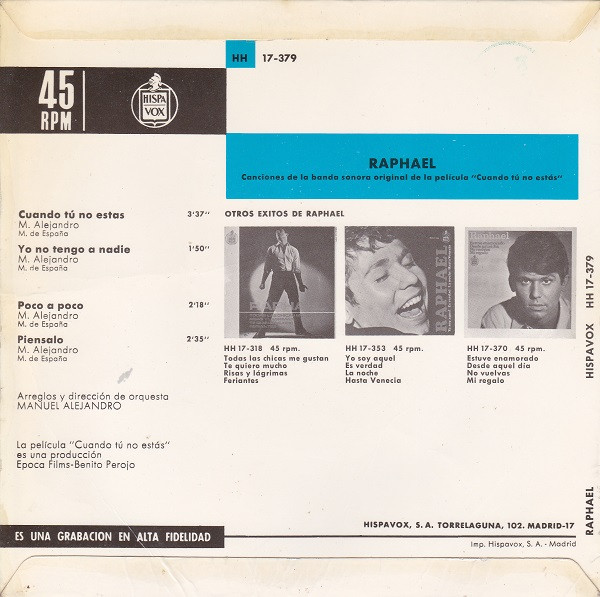 HH 17-379
45
RPM
HISPA
VOX
RAPHAEL
Canciones de la banda sonora original de la película "Cuando tú no estás"
Cuando tú no estas 3'37"
M. Alejandro
M. de España
Yo no tengo a nadie 1'50"
M. Alejandro
M. de España
Poco a poco 2'18"
M. Alejandro
M. de España
Piensalo 2'35"
M. Alejandro
M. de España
Arreglos y dirección de orquesta
MANUEL ALEJANDRO
La película "Cuando tú no estás"
es una producción
Epoca Films-Benito Perojo
OTROS EXITOS DE RAPHAEL
RAPHAEL
RAPHAEL
Raphael
HH 17-318 45 rpm.
Todas las chicas me gustan
Te quiero mucho
Risas y lágrimas
Feriantes
HH 17-353 45 rpm.
Yo soy aquel
Es verdad
La noche
Hasta Venecia
HH 17-370 45 rpm.
Estuve enamorado
Desde aquel día
No vuelvas
Mi regalo
HISPAVOX HH 17-379
RAPHAEL
HISPAVOX, S. A. TORRELAGUNA, 102. MADRID-17
ES UNA GRABACION EN ALTA FIDELIDAD
Imp. Hispavox, S. A. - Madrid